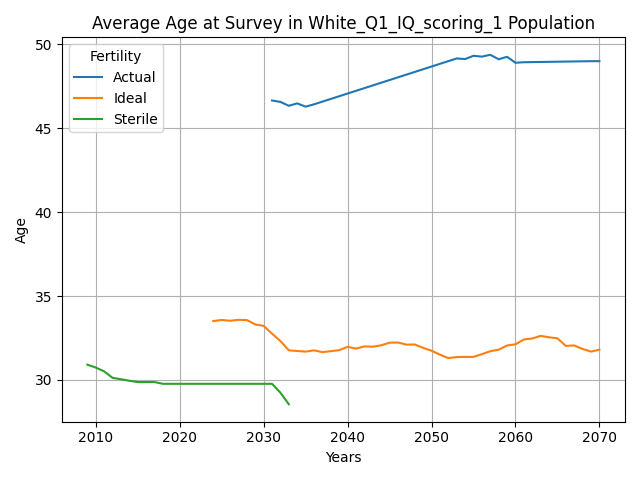 Average Age at Survey in White_Q1_IQ_scoring_1 Population
Fertility
Actual
Ideal
Sterile
50
45
40
35
30
Age
2010 2020 2030 2040 2050 2060 2070
Years